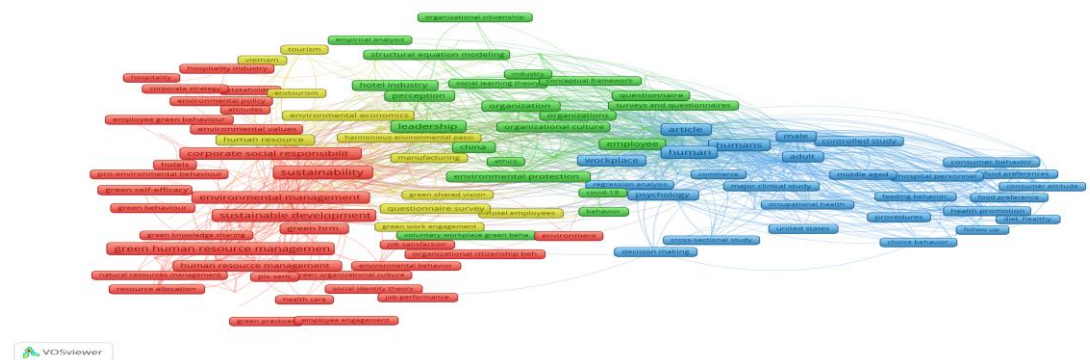 organisational citizenship
empirical analysis
structural equation modeling
tourism
vietnam
hospitality industry
hospitality
corporate strategy
stakeholde
ecotourism
environmental policy
attitudes
employee green behaviour
environmental values
environmental economics
human resource
harmonious environmental passi
hotel industry
perception
social learning theory
industry
conceptual framework
questionnaire
surveys and questionnaires
organization
organizations
organizational culture
leadership
china
employee
article
human
humans
male
controlled study
adult
workplace
manufacturing
corporate social responsibilit
hotels
pro-environmental behaviour
sustainability
environmental protection
regression analysis
commerce
middle aged
hospital personnel
consumer behavior
food preferences
consumer attitude
food preference
feeding behavior
major clinical study
psychology
covid-19
behavior
occupational health
health promotion
diet, healthy
procedures
follow up
united states
choice behavior
cross-sectional study
decision making
green self-efficacy
green behaviour
environmental management
green shared vision
questionnaire survey
hotel employees
sustainable development
green work engagement
green hrm
green knowledge sharing
voluntary workplace green beha
environment
job satisfaction
organizational citizenship beh
green human resource managemen
human resource management
environmental behavior
natural resources management
pls-sem
green organizational culture
resource allocation
social identity theory
job performance
health care
green practices
employee engagement
VOSviewer